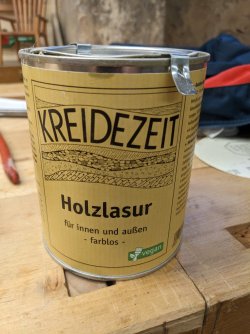 KREIDEZEIT
Holzlasur
für innen und außen
- farblos -
vegan